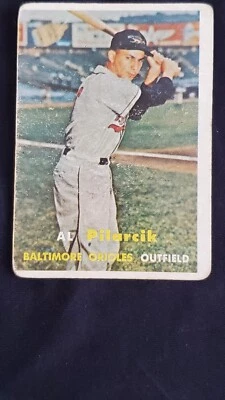 AL Pilarcik
BALTIMORE ORIOLES OUTFIELD